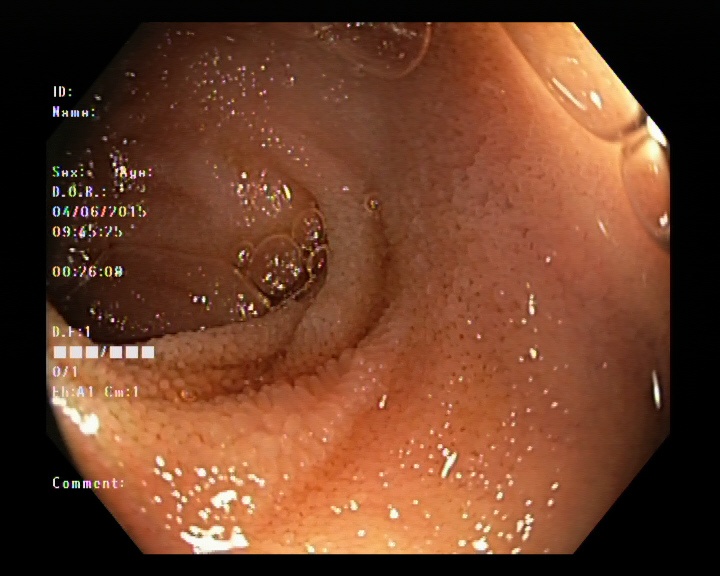 ID:
Name:
Sex: Age:
D.O.B.:
04/06/2015
09:45:25
00:26:08
D.F:1
■■■/■■■
0/1
Eh:A1 Cm:1
Comment: